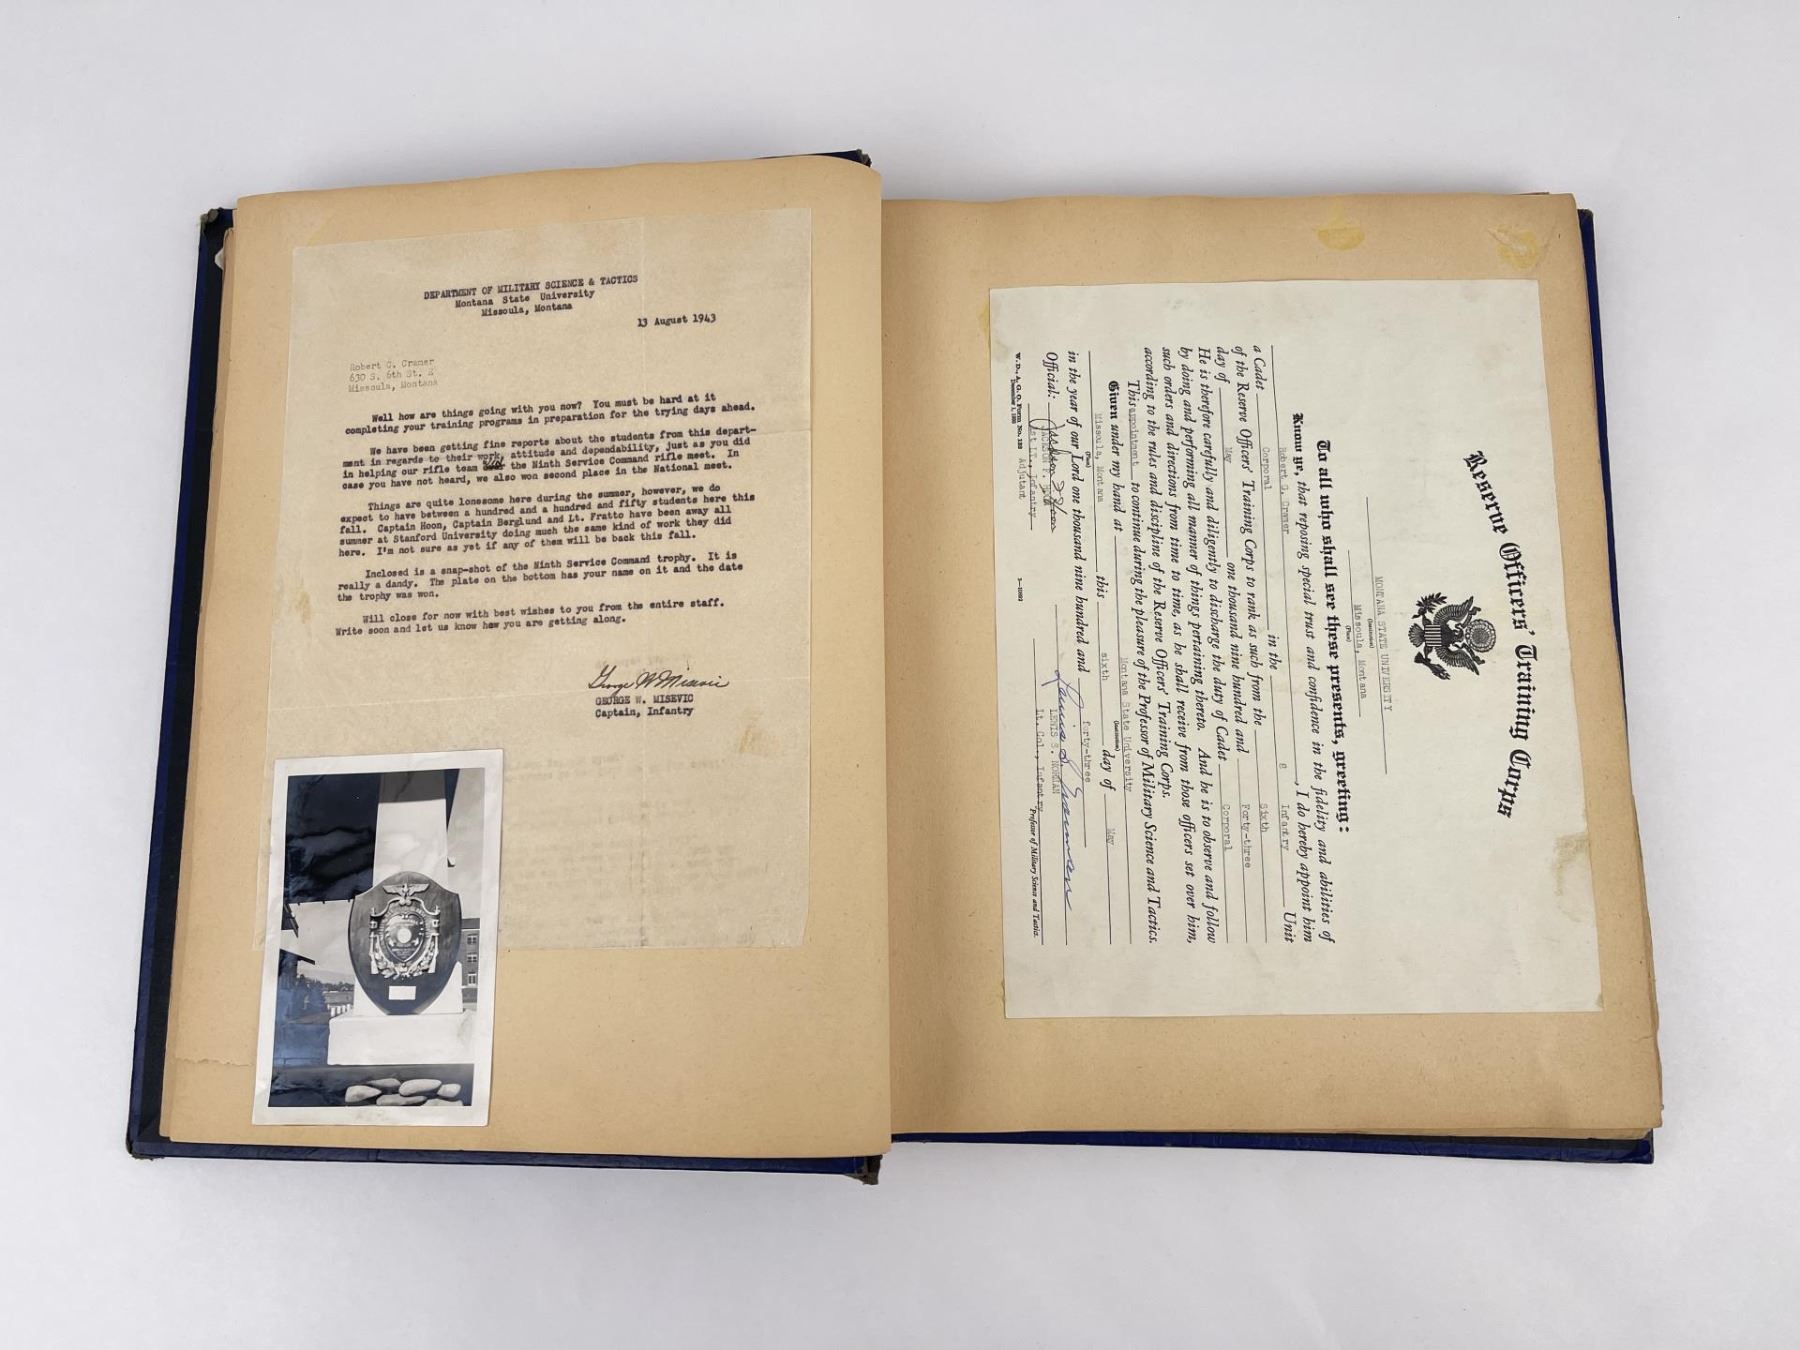 DEPARTMENT OF MILITARY SCIENCE & TACTICS
Montana State University
Missoula, Montana
13 August 1943
Robert G. Cramer
630 S. 6th St. E
Missoula, Montana
Well how are things going with you now? You must be hard at it
completing your training programs in preparation for the trying days ahead.
We have been getting fine reports about the students from this depart-
ment in regards to their work, attitude and dependability, just as you did
in helping our rifle team the Ninth Service Command rifle meet. In
case you have not heard, we also won second place in the National meet.
Things are quite lonesome here during the summer, however, we do
expect to have between a hundred and a hundred and fifty students here this
fall. Captain Hoon, Captain Berglund and Lt. Fratto have been away all
summer at Stanford University doing much the same kind of work they did
here. I'm not sure as yet if any of them will be back this fall.
Inclosed is a snap-shot of the Ninth Service Command trophy. It is
really a dandy. The plate on the bottom has your name on it and the date
the trophy was won.
Will close for now with best wishes to you from the entire staff.
Write soon and let us know how you are getting along.
George W Misevic
GEORGE W. MISEVIC
Captain, Infantry
Reserve Officers' Training Corps
MONTANA STATE UNIVERSITY
(Institution)
Missoula, Montana
(Place)
To all who shall see these presents, greeting:
Know ye, that reposing special trust and confidence in the fidelity and abilities of
Robert G. Cramer, I do hereby appoint him
a Cadet Corporal in the Infantry Unit
of the Reserve Officers' Training Corps to rank as such from the Sixth
day of May one thousand nine hundred and Forty-three
He is therefore carefully and diligently to discharge the duty of Cadet Corporal
by doing and performing all manner of things pertaining thereto. And he is to observe and follow
such orders and directions from time to time, as he shall receive from those officers set over him,
according to the rules and discipline of the Reserve Officers' Training Corps.
This appointment to continue during the pleasure of the Professor of Military Science and Tactics.
Given under my hand at Montana State University
(Institution)
Missoula, Montana this sixth day of May
(Place)
in the year of our Lord one thousand nine hundred and forty-three
Official:
1st Lt., Infantry
Adjutant
Lewis S. Norman
LEWIS S. NORMAN
Lt. Col., Infantry
Professor of Military Science and Tactics.
W. D., A. G. O. Form No. 132